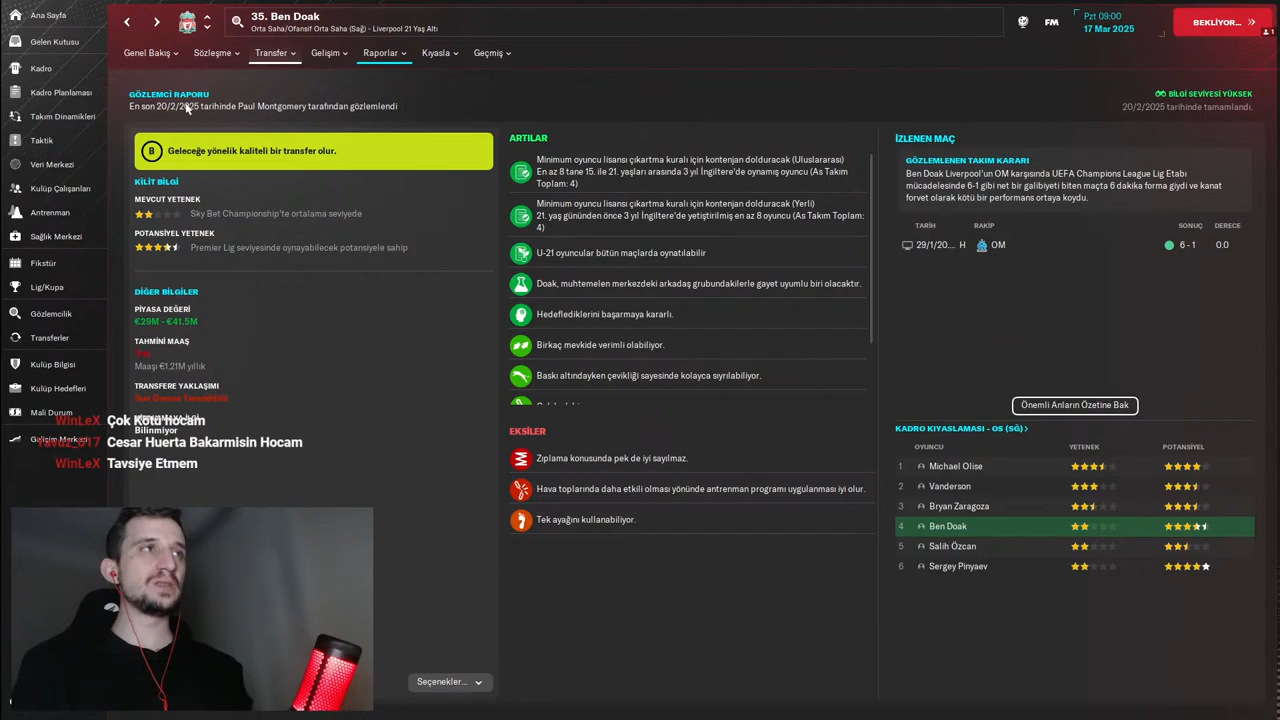 Ana Sayfa
Gelen Kutusu
Kadro
Kadro Planlaması
Takım Dinamikleri
Taktik
Veri Merkezi
Kulüp Çalışanları
Antrenman
Sağlık Merkezi
Fikstür
Lig/Kupa
Gözlemcilik
Transferler
Kulüp Bilgisi
Kulüp Hedefleri
Mali Durum
Gelişim Merkezi
35. Ben Doak
Orta Saha/Ofansif Orta Saha (Sağ) - Liverpool 21 Yaş Altı
FM
Pzt 09:00
17 Mar 2025
BEKLİYOR...
1
Genel Bakış
Sözleşme
Transfer
Gelişim
Raporlar
Kıyasla
Geçmiş
GÖZLEMCİ RAPORU
En son 20/2/2025 tarihinde Paul Montgomery tarafından gözlemlendi
BİLGİ SEVİYESİ YÜKSEK
20/2/2025 tarihinde tamamlandı.
B Geleceğe yönelik kaliteli bir transfer olur.
KİLİT BİLGİ
MEVCUT YETENEK
Sky Bet Championship'te ortalama seviyede
POTANSİYEL YETENEK
Premier Lig seviyesinde oynayabilecek potansiyele sahip
DİĞER BİLGİLER
PİYASA DEĞERİ
€29M - €41,5M
TAHMİNİ MAAŞ
Maaşı €1.21M yıllık
TRANSFERE YAKLAŞIMI
Bilinmiyor
WinLeX Çok Kötü hocam
Yavuz_017 Cesar Huerta Bakarmisin Hocam
WinLeX Tavsiye Etmem
Seçenekler...
ARTILAR
Minimum oyuncu lisansı çıkartma kuralı için kontenjan dolduracak (Uluslararası)
En az 8 tane 15. ile 21. yaşları arasında 3 yıl İngiltere'de oynamış oyuncu (As Takım
Toplam: 4)
Minimum oyuncu lisansı çıkartma kuralı için kontenjan dolduracak (Yerli)
21. yaş gününden önce 3 yıl İngiltere'de yetiştirilmiş en az 8 oyuncu (As Takım Toplam:
4)
U-21 oyuncular bütün maçlarda oynatılabilir
Doak, muhtemelen merkezdeki arkadaş grubundakilerle gayet uyumlu biri olacaktır.
Hedeflediklerini başarmaya kararlı.
Birkaç mevkide verimli olabiliyor.
Baskı altındayken çevikliği sayesinde kolayca sıyrılabiliyor.
EKSİLER
Zıplama konusunda pek de iyi sayılmaz.
Hava toplarında daha etkili olması yönünde antrenman programı uygulanması iyi olur.
Tek ayağını kullanabiliyor.
İZLENEN MAÇ
GÖZLEMLENEN TAKIM KARARI
Ben Doak Liverpool'un OM karşısında UEFA Champions League Lig Etabı
mücadelesinde 6-1 gibi net bir galibiyeti biten maçta 6 dakika forma giydi ve kanat
forvet olarak kötü bir performans ortaya koydu.
TARİH RAKİP SONUÇ DERECE
29/1/20... H OM 6 - 1 0.0
Önemli Anların Özetine Bak
KADRO KIYASLAMASI - OS (SĞ)
OYUNCU YETENEK POTANSİYEL
1 Michael Olise
2 Vanderson
3 Bryan Zaragoza
4 Ben Doak
5 Salih Özcan
6 Sergey Pinyaev